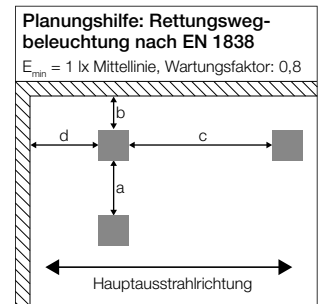 Planungshilfe: Rettungsweg-
beleuchtung nach EN 1838
Emin = 1 lx Mittellinie, Wartungsfaktor: 0,8
b
d
c
a
Hauptausstrahlrichtung